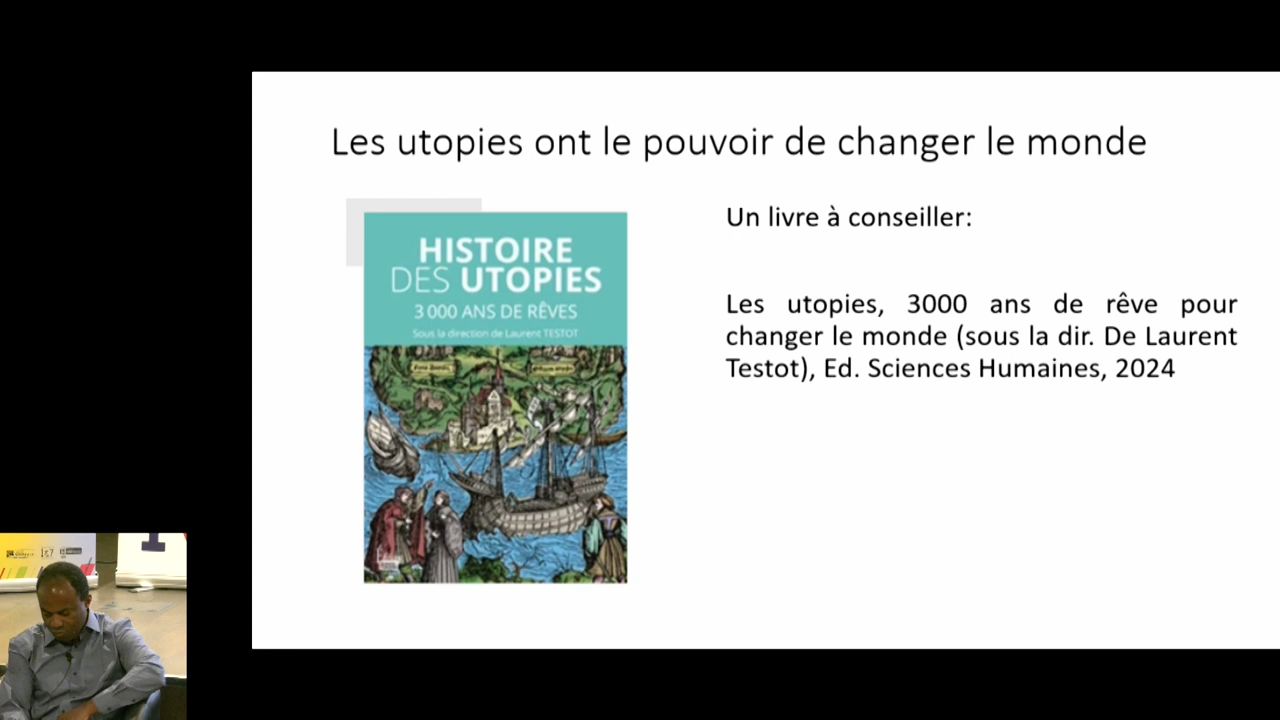 Les utopies ont le pouvoir de changer le monde
HISTOIRE
DES UTOPIES
3 000 ANS DE RÊVES
Sous la direction de Laurent TESTOT
Un livre à conseiller:
Les utopies, 3000 ans de rêve pour
changer le monde (sous la dir. De Laurent
Testot), Ed. Sciences Humaines, 2024